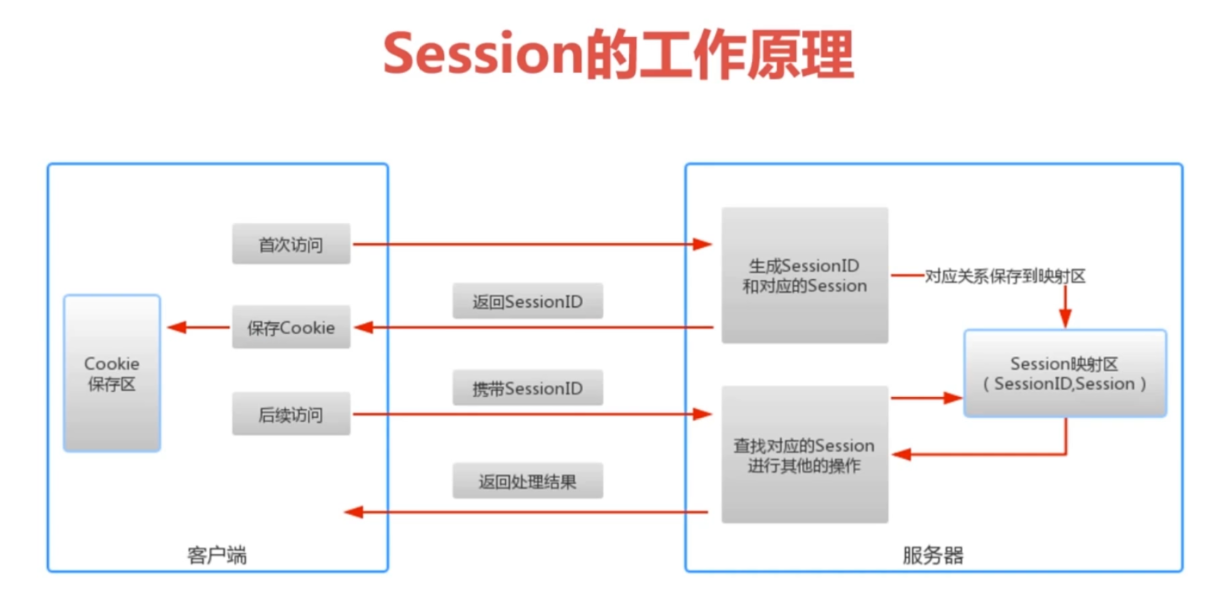 Session的工作原理
首次访问
生成SessionID
和对应的Session
对应关系保存到映射区
返回SessionID
保存Cookie
Cookie
保存区
Session映射区
（SessionID,Session）
携带SessionID
后续访问
查找对应的Session
进行其他的操作
返回处理结果
客户端
服务器